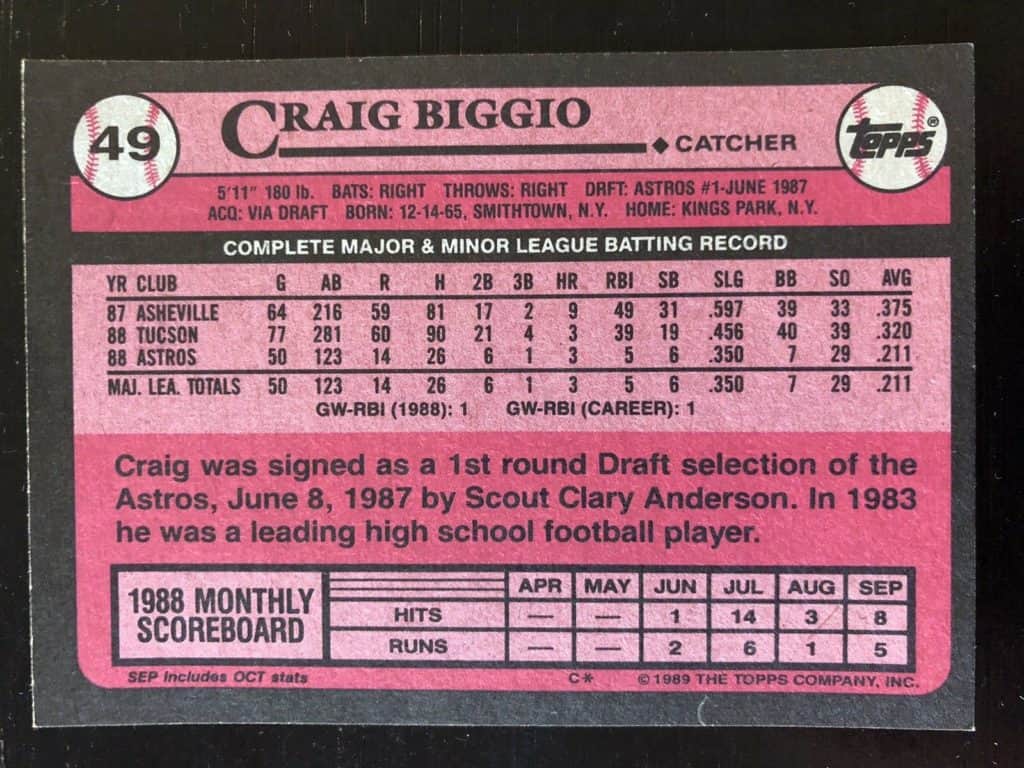 49
CRAIG BIGGIO
◆ CATCHER
TOPPS®
5'11" 180 lb. BATS: RIGHT THROWS: RIGHT DRFT: ASTROS #1-JUNE 1987
ACQ: VIA DRAFT BORN: 12-14-65, SMITHTOWN, N.Y. HOME: KINGS PARK, N.Y.
COMPLETE MAJOR & MINOR LEAGUE BATTING RECORD
YR CLUB G AB R H 2B 3B HR RBI SB SLG BB SO AVG
87 ASHEVILLE 64 216 59 81 17 2 9 49 31 .597 39 33 .375
88 TUCSON 77 281 60 90 21 4 3 39 19 .456 40 39 .320
88 ASTROS 50 123 14 26 6 1 3 5 6 .350 7 29 .211
MAJ. LEA. TOTALS 50 123 14 26 6 1 3 5 6 .350 7 29 .211
GW-RBI (1988): 1 GW-RBI (CAREER): 1
Craig was signed as a 1st round Draft selection of the
Astros, June 8, 1987 by Scout Clary Anderson. In 1983
he was a leading high school football player.
1988 MONTHLY
SCOREBOARD
APR MAY JUN JUL AUG SEP
HITS — — 1 14 3 8
RUNS — — 2 6 1 5
SEP Includes OCT stats C* © 1989 THE TOPPS COMPANY, INC.